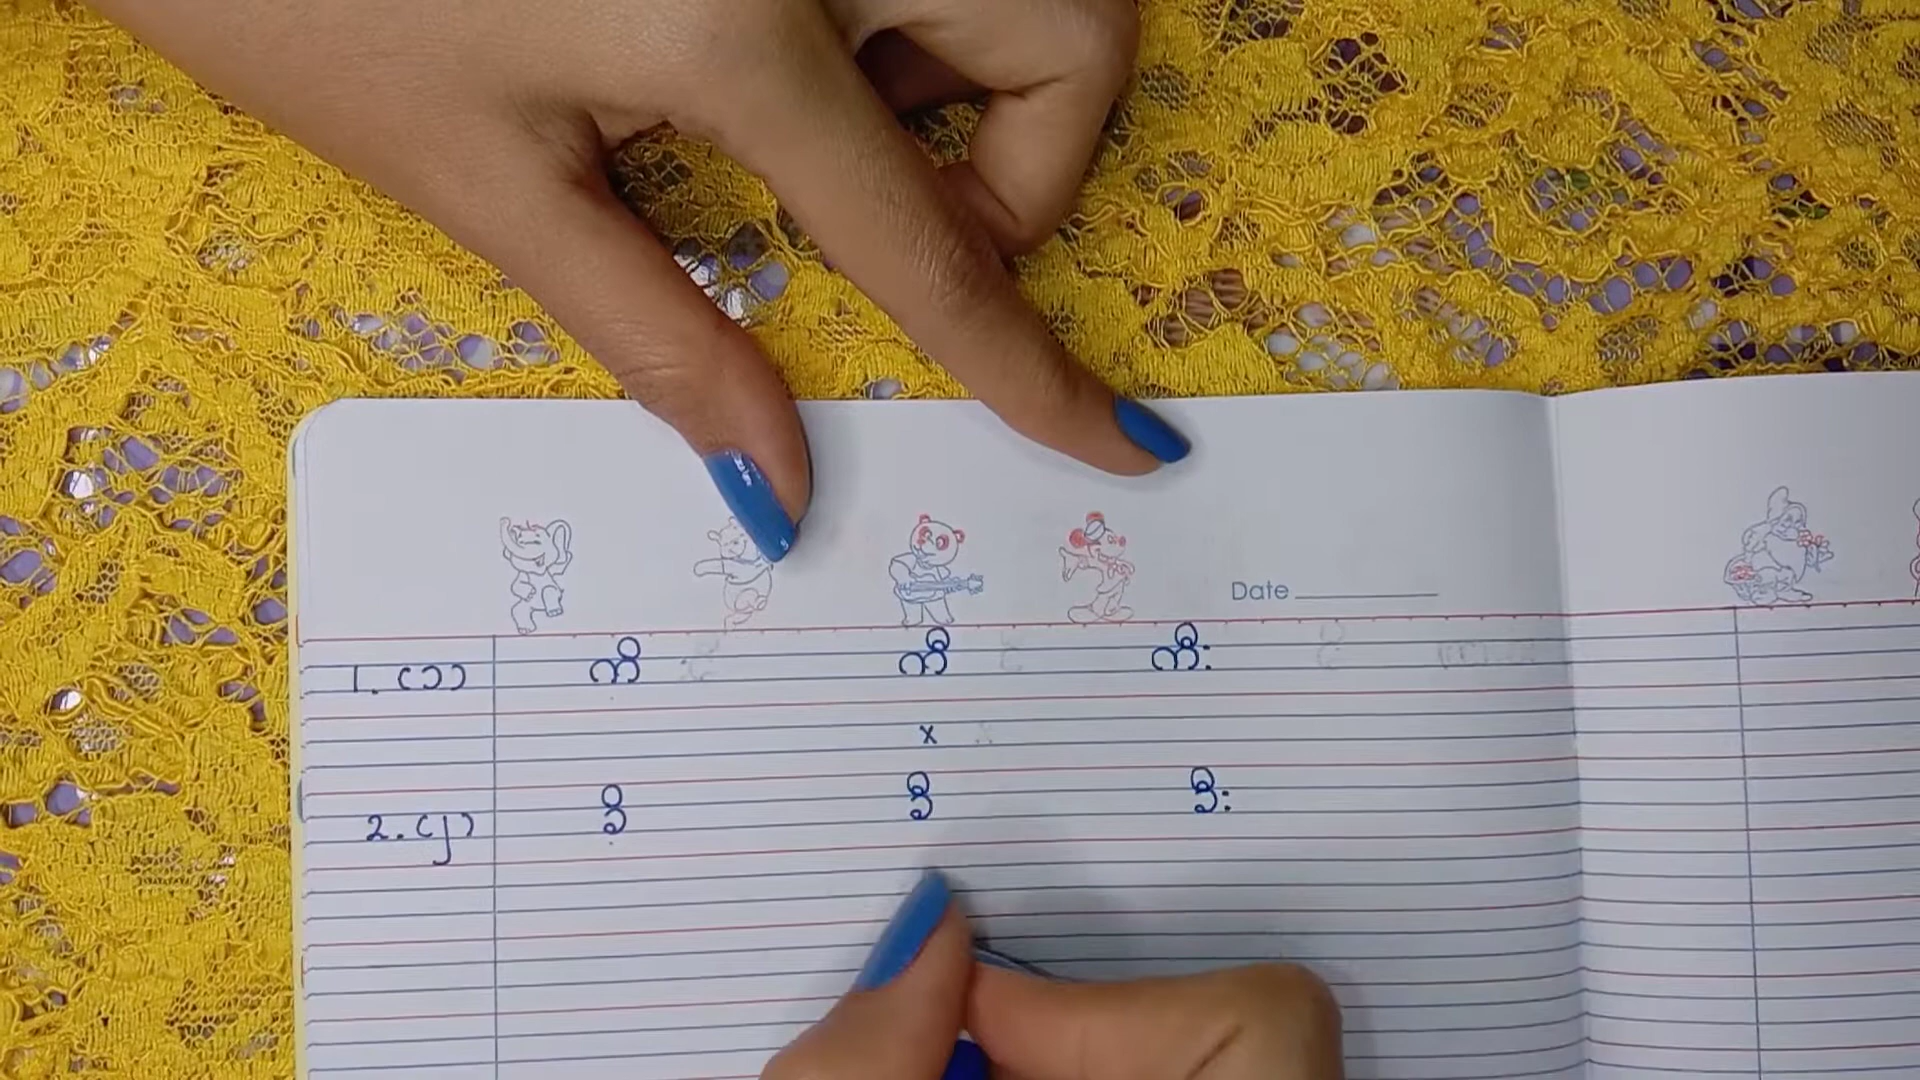 Date
1. (၁) ကိ ကီ ကီး
x
2. (၂) ခိ ခီ ခီး